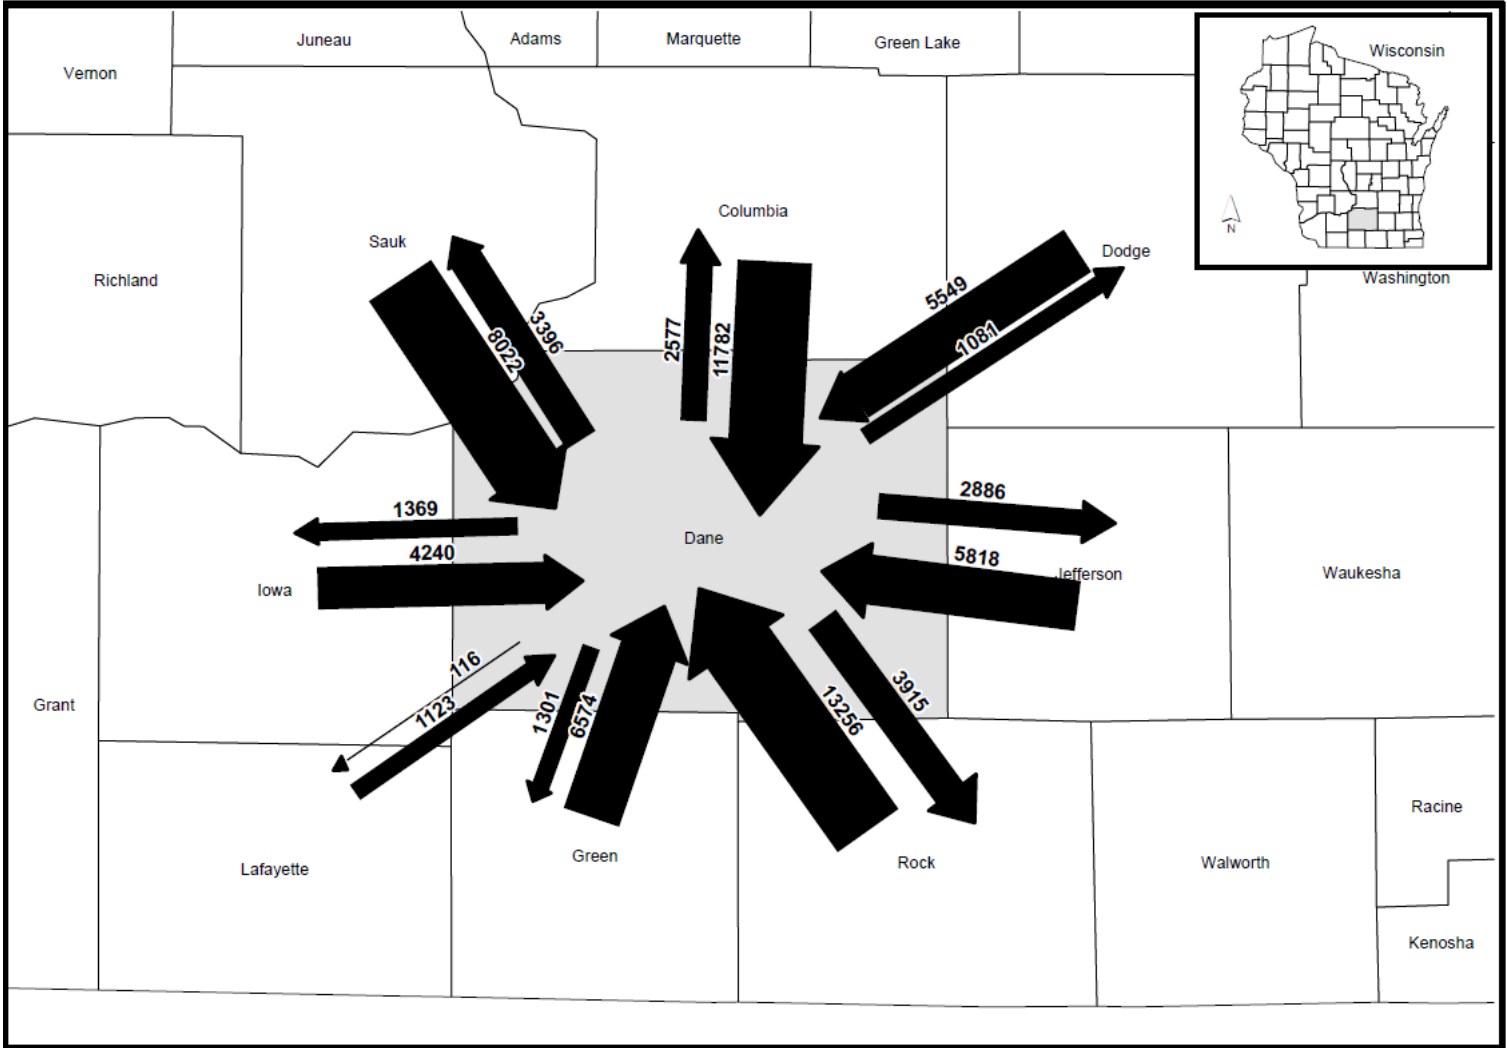 Juneau
Adams
Marquette
Green Lake
Wisconsin
Vernon
N
Columbia
Sauk
Dodge
Richland
Washington
5549
3396
8022
2577
11782
1081
2886
1369
4240
5818
Dane
Jefferson
Waukesha
Iowa
116
1123
1301
6574
13256
3915
Grant
Racine
Lafayette
Green
Rock
Walworth
Kenosha